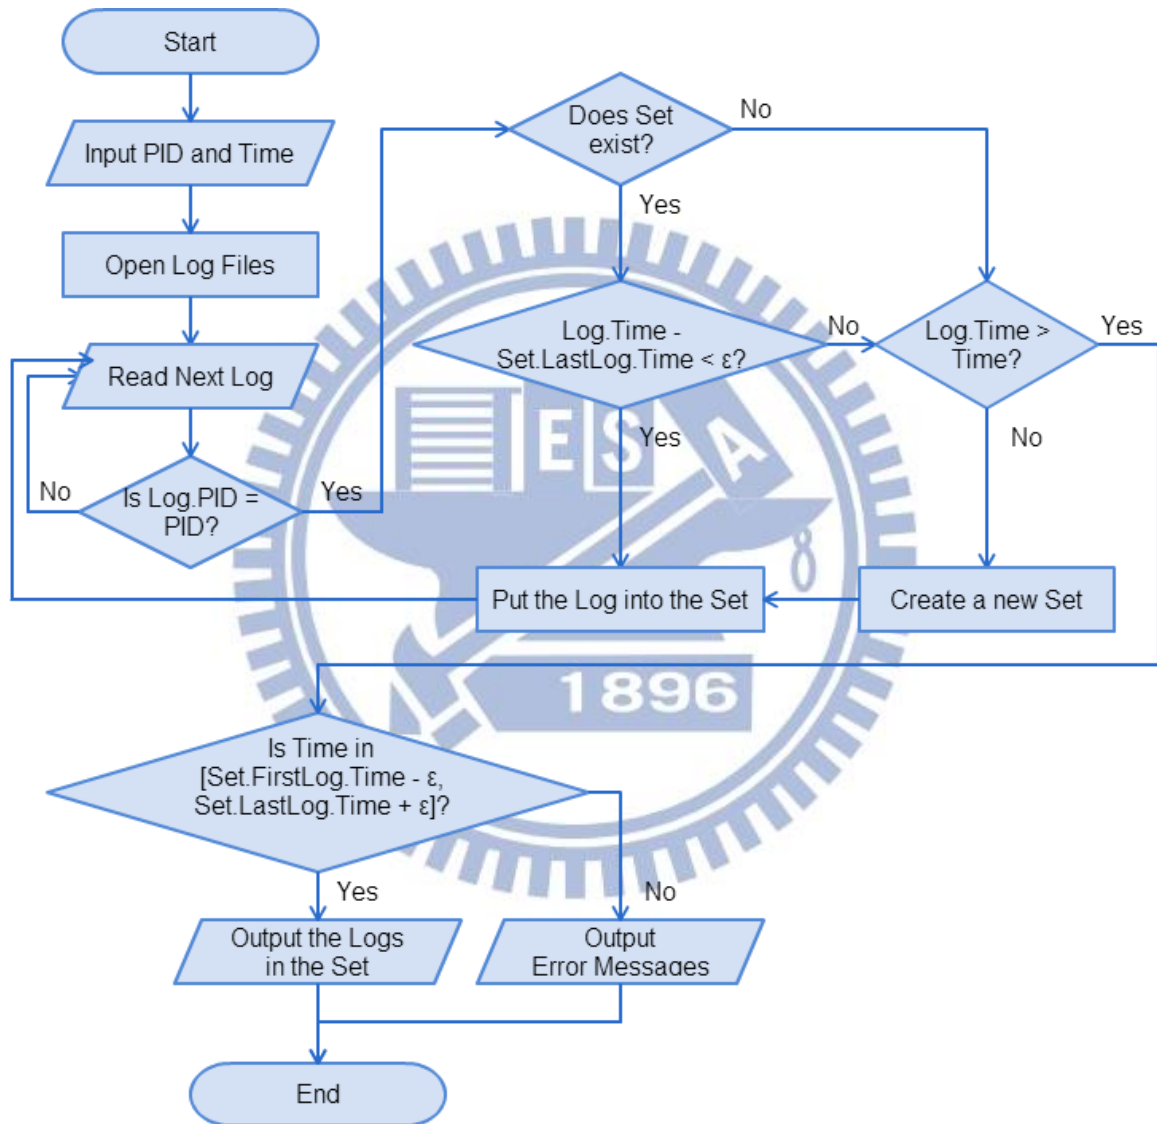 Start
Input PID and Time
Open Log Files
Read Next Log
Is Log.PID =
PID?
No
Yes
Does Set
exist?
No
Yes
Log.Time -
Set.LastLog.Time < ε?
No
Yes
Log.Time >
Time?
Yes
No
Put the Log into the Set
Create a new Set
E S A
1896
Is Time in
[Set.FirstLog.Time - ε,
Set.LastLog.Time + ε]?
Yes
No
Output the Logs
in the Set
Output
Error Messages
End